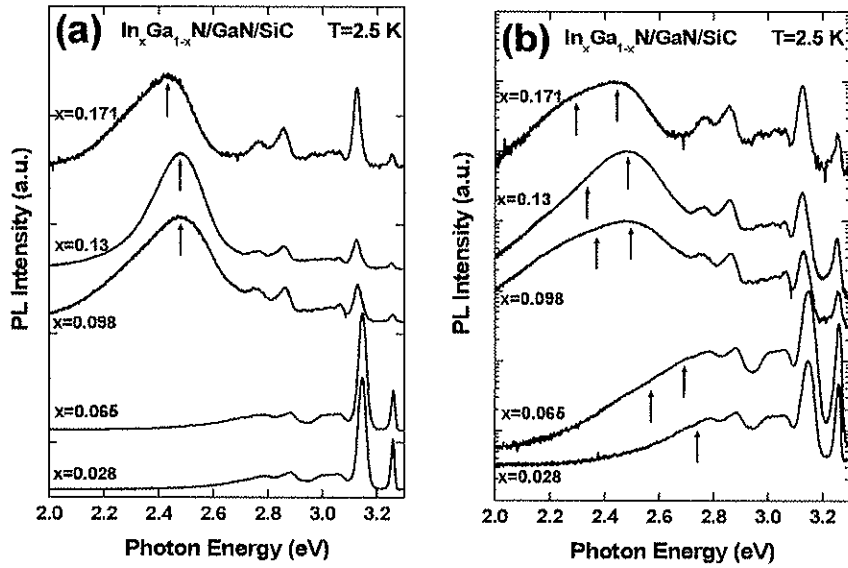 (a) InxGa1-xN/GaN/SiC T=2.5 K
x=0.171
x=0.13
x=0.098
x=0.065
x=0.028
PL Intensity (a.u.)
2.0 2.2 2.4 2.6 2.8 3.0 3.2
Photon Energy (eV)
(b) InxGa1-xN/GaN/SiC T=2.5 K
x=0.171
x=0.13
x=0.098
x=0.065
x=0.028
PL Intensity (a.u.)
2.0 2.2 2.4 2.6 2.8 3.0 3.2
Photon Energy (eV)